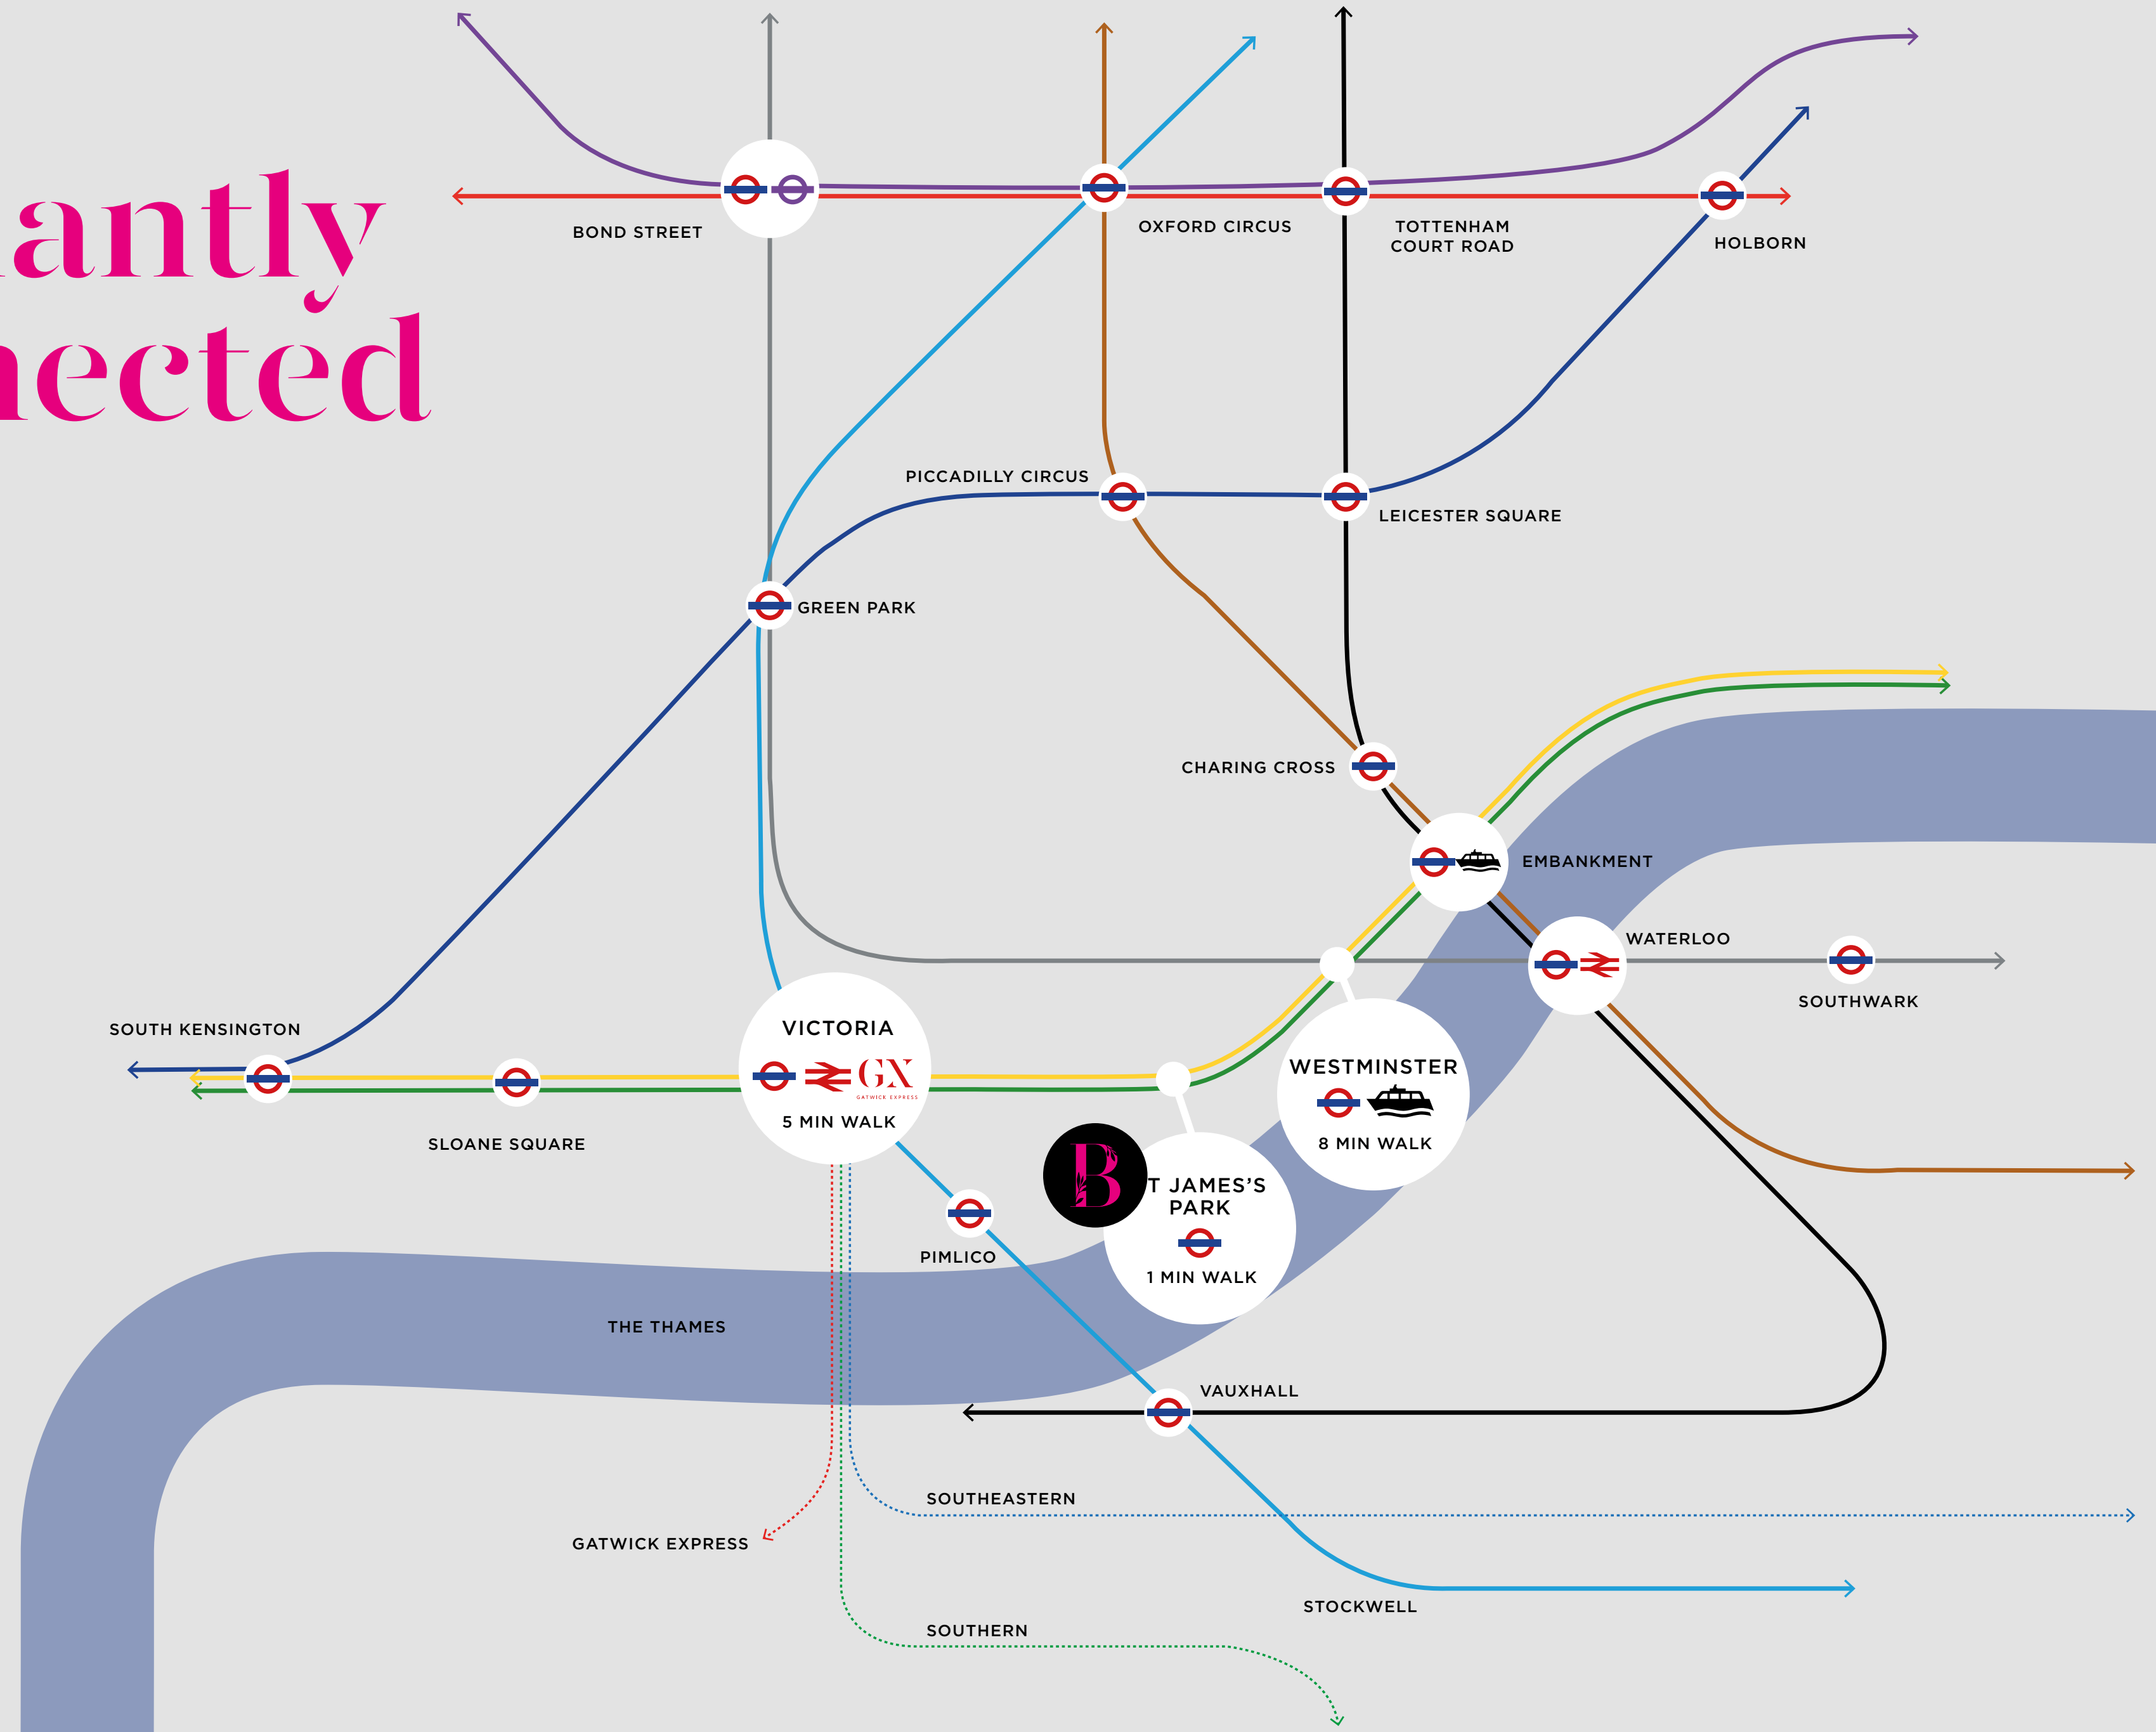 antly
nected
BOND STREET
OXFORD CIRCUS
TOTTENHAM
COURT ROAD
HOLBORN
PICCADILLY CIRCUS
LEICESTER SQUARE
GREEN PARK
CHARING CROSS
EMBANKMENT
WATERLOO
SOUTHWARK
SOUTH KENSINGTON
SLOANE SQUARE
VICTORIA
GX
GATWICK EXPRESS
5 MIN WALK
WESTMINSTER
8 MIN WALK
B
T JAMES’S
PARK
1 MIN WALK
PIMLICO
THE THAMES
VAUXHALL
SOUTHEASTERN
GATWICK EXPRESS
STOCKWELL
SOUTHERN